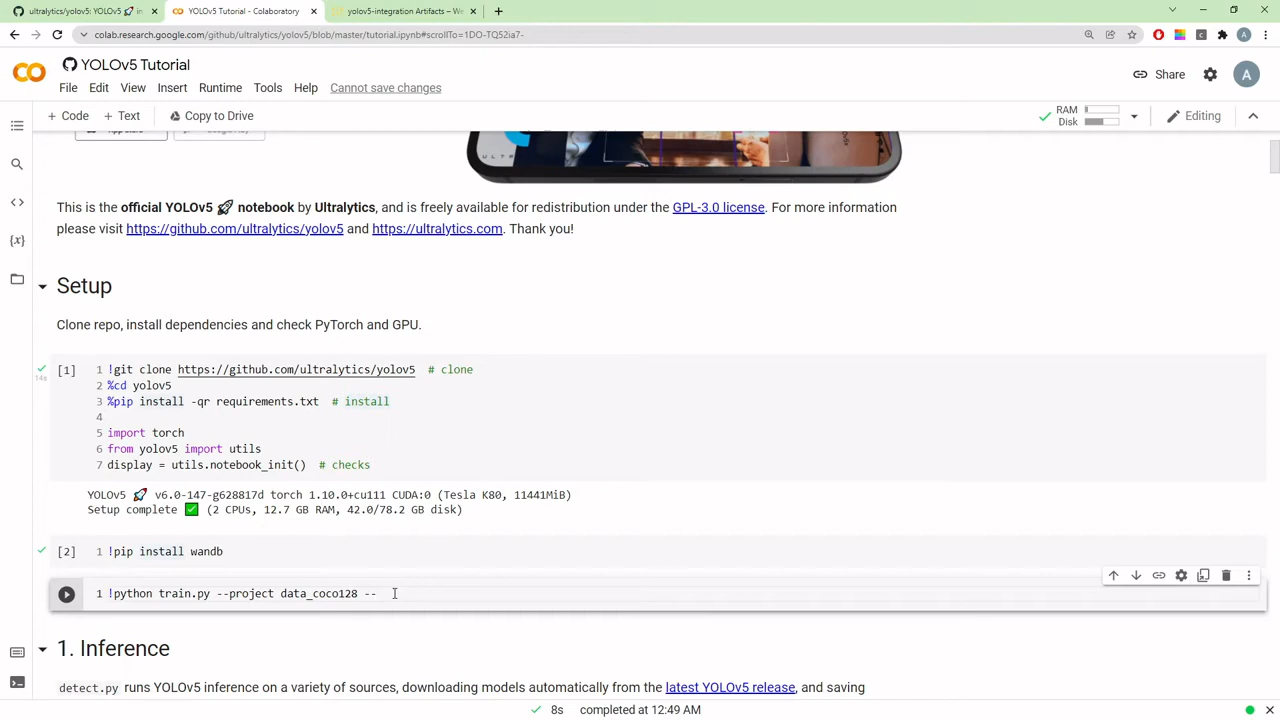 ultralytics/yolov5: YOLOv5 🚀 in
YOLOv5 Tutorial - Colaboratory
yolov5-integration Artifacts – We
colab.research.google.com/github/ultralytics/yolov5/blob/master/tutorial.ipynb#scrollTo=1DO-TQ52ia7-
YOLOv5 Tutorial
File Edit View Insert Runtime Tools Help Cannot save changes
Share
A
+ Code + Text Copy to Drive
RAM
Disk
Editing
This is the official YOLOv5 🚀 notebook by Ultralytics, and is freely available for redistribution under the GPL-3.0 license. For more information
please visit https://github.com/ultralytics/yolov5 and https://ultralytics.com. Thank you!
Setup
Clone repo, install dependencies and check PyTorch and GPU.
[1] 1 !git clone https://github.com/ultralytics/yolov5 # clone
14s
2 %cd yolov5
3 %pip install -qr requirements.txt # install
4
5 import torch
6 from yolov5 import utils
7 display = utils.notebook_init() # checks
YOLOv5 🚀 v6.0-147-g628817d torch 1.10.0+cu111 CUDA:0 (Tesla K80, 11441MiB)
Setup complete ✅ (2 CPUs, 12.7 GB RAM, 42.0/78.2 GB disk)
[2] 1 !pip install wandb
1 !python train.py --project data_coco128 --
1. Inference
detect.py runs YOLOv5 inference on a variety of sources, downloading models automatically from the latest YOLOv5 release, and saving
8s completed at 12:49 AM